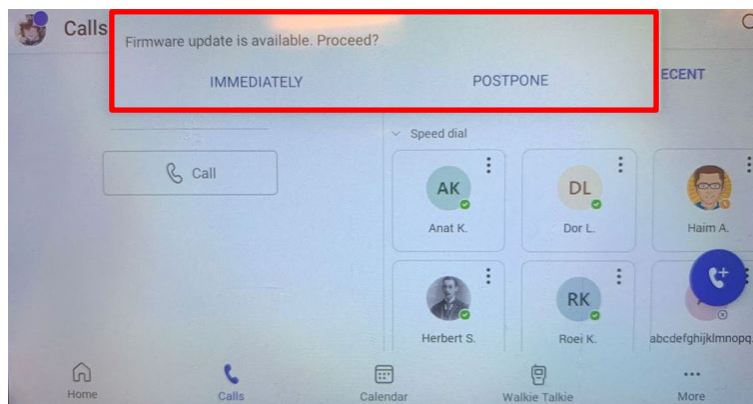 Calls
Firmware update is available. Proceed?
IMMEDIATELY
POSTPONE
ECENT
Speed dial
Call
AK
Anat K.
DL
Dor L.
Haim A.
Herbert S.
RK
Roei K.
abcdefghijklmnopq.
Home
Calls
Calendar
Walkie Talkie
More